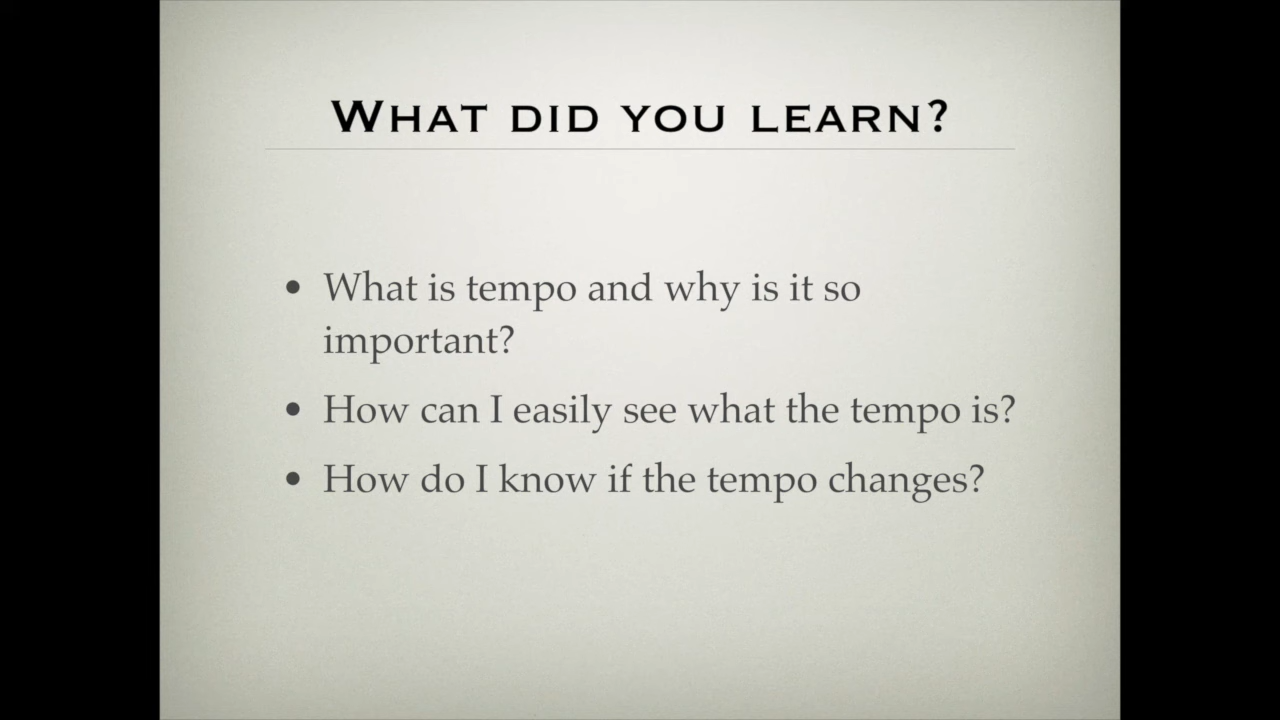 WHAT DID YOU LEARN?
• What is tempo and why is it so
important?
• How can I easily see what the tempo is?
• How do I know if the tempo changes?